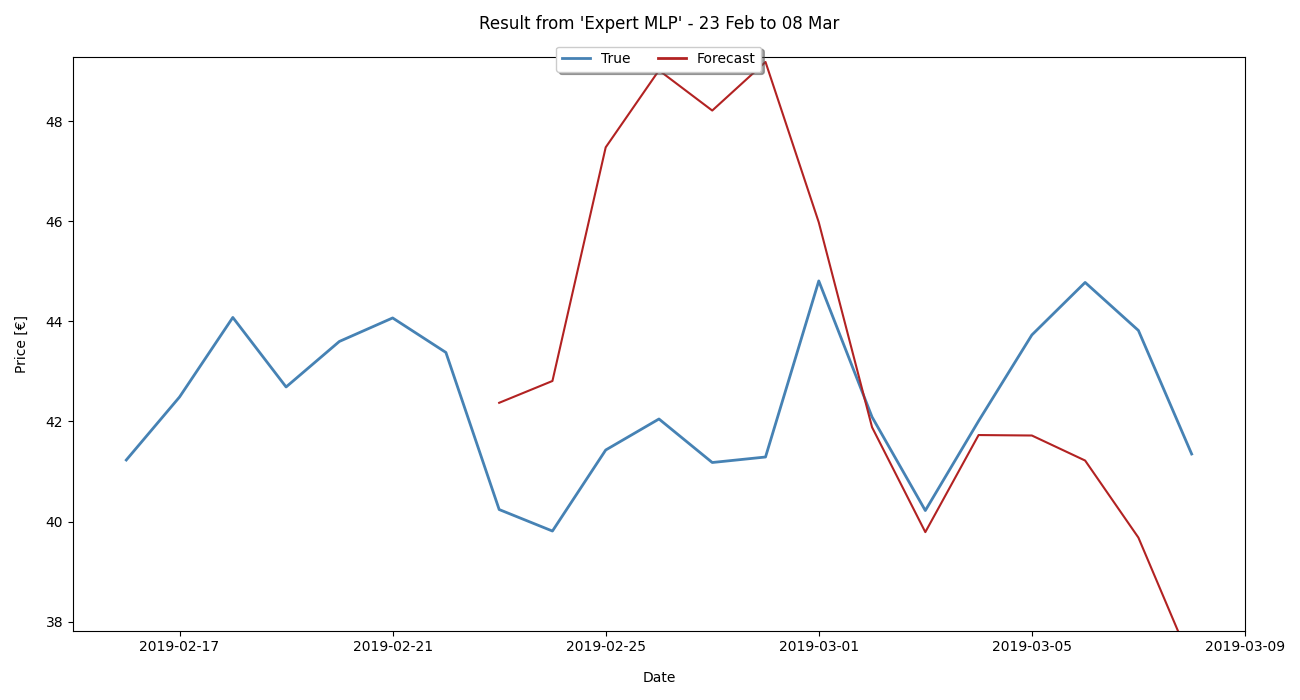 Result from 'Expert MLP' - 23 Feb to 08 Mar
True Forecast
48
46
44
42
40
38
Price [€]
2019-02-17 2019-02-21 2019-02-25 2019-03-01 2019-03-05 2019-03-09
Date